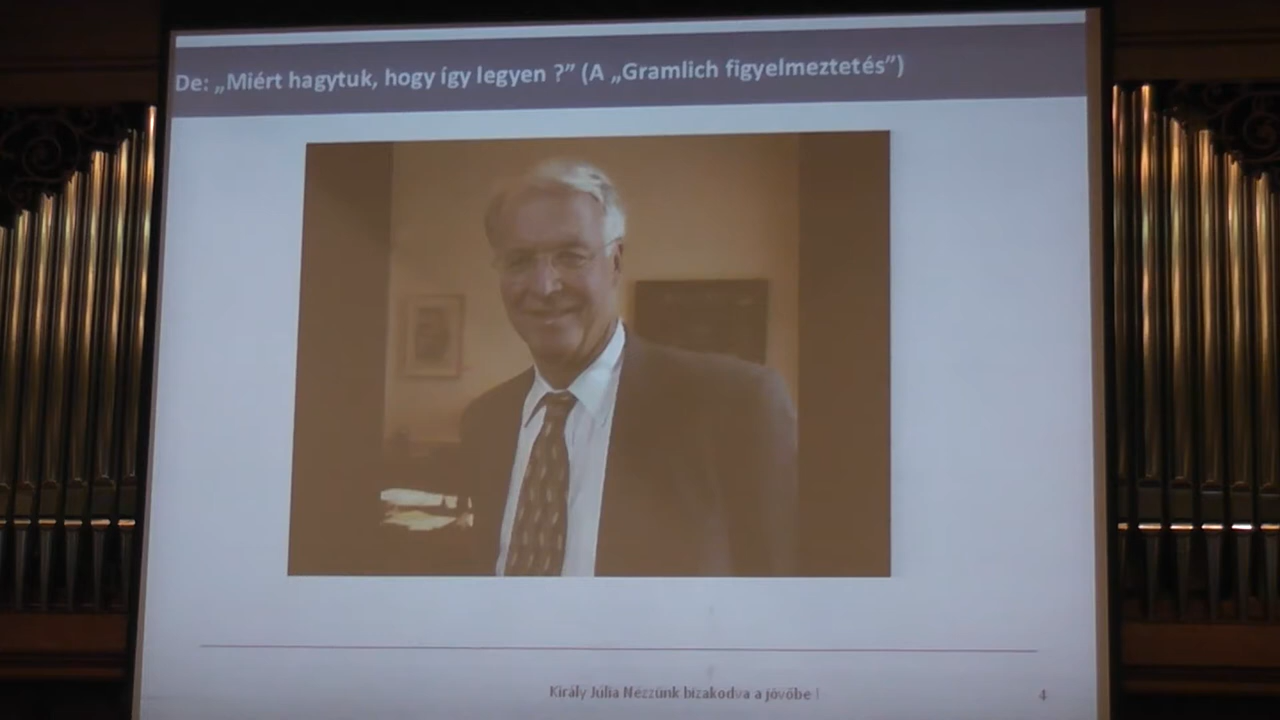 De: „Miért hagytuk, hogy így legyen ?” (A „Gramlich figyelmeztetés”)
Király Júlia Nézzünk bizakodva a jövőbe !
4